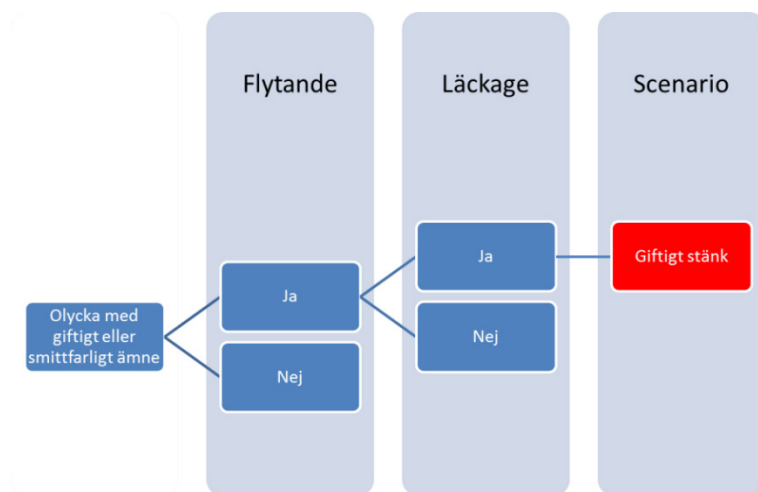 Flytande
Läckage
Scenario
Ja
Giftigt stänk
Ja
Olycka med
giftigt eller
smittfarligt ämne
Nej
Nej